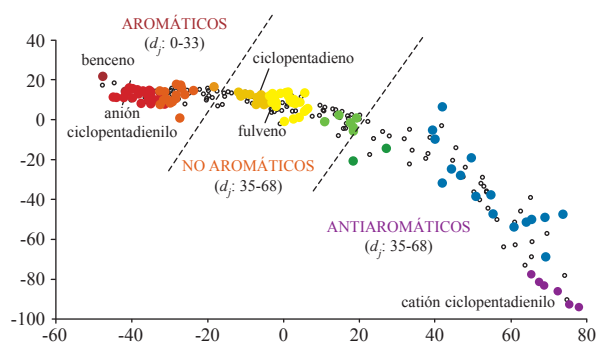 AROMÁTICOS
(dj: 0-33)
benceno
ciclopentadieno
anión
ciclopentadienilo
fulveno
NO AROMÁTICOS
(dj: 35-68)
ANTIAROMÁTICOS
(dj: 35-68)
catión ciclopentadienilo
40
20
0
-20
-40
-60
-80
-100
-60 -40 -20 0 20 40 60 80